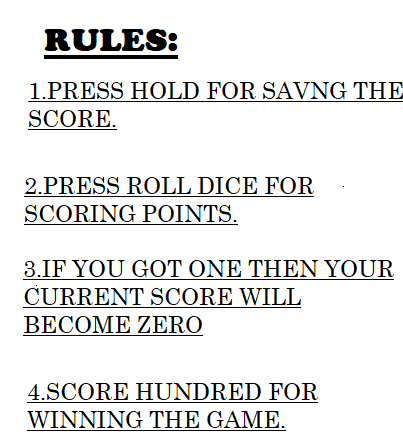 RULES:
1.PRESS HOLD FOR SAVNG THE
SCORE.
2.PRESS ROLL DICE FOR
SCORING POINTS.
3.IF YOU GOT ONE THEN YOUR
CURRENT SCORE WILL
BECOME ZERO
4.SCORE HUNDRED FOR
WINNING THE GAME.